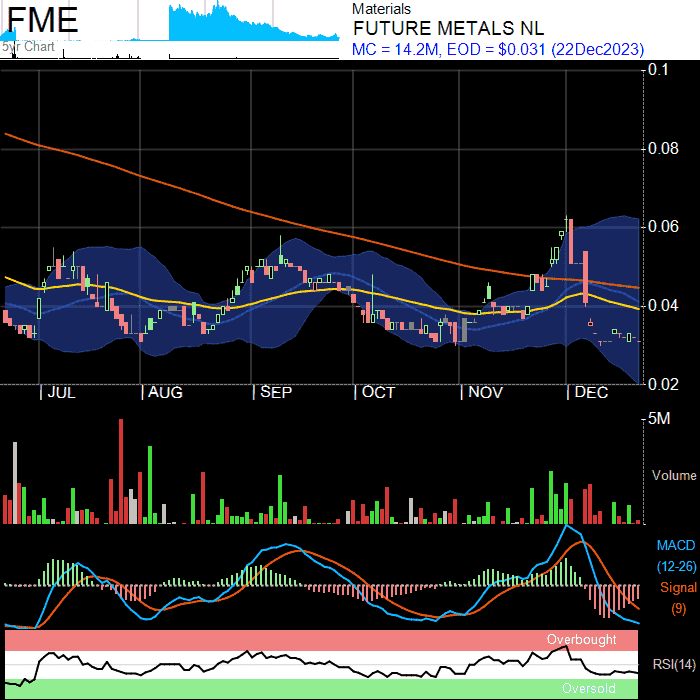 FME
5yr Chart
Materials
FUTURE METALS NL
MC = 14.2M, EOD = $0.031 (22Dec2023)
0.1
0.08
0.06
0.04
0.02
JUL AUG SEP OCT NOV DEC
5M
Volume
MACD
(12-26)
Signal
(9)
Overbought
RSI(14)
Oversold